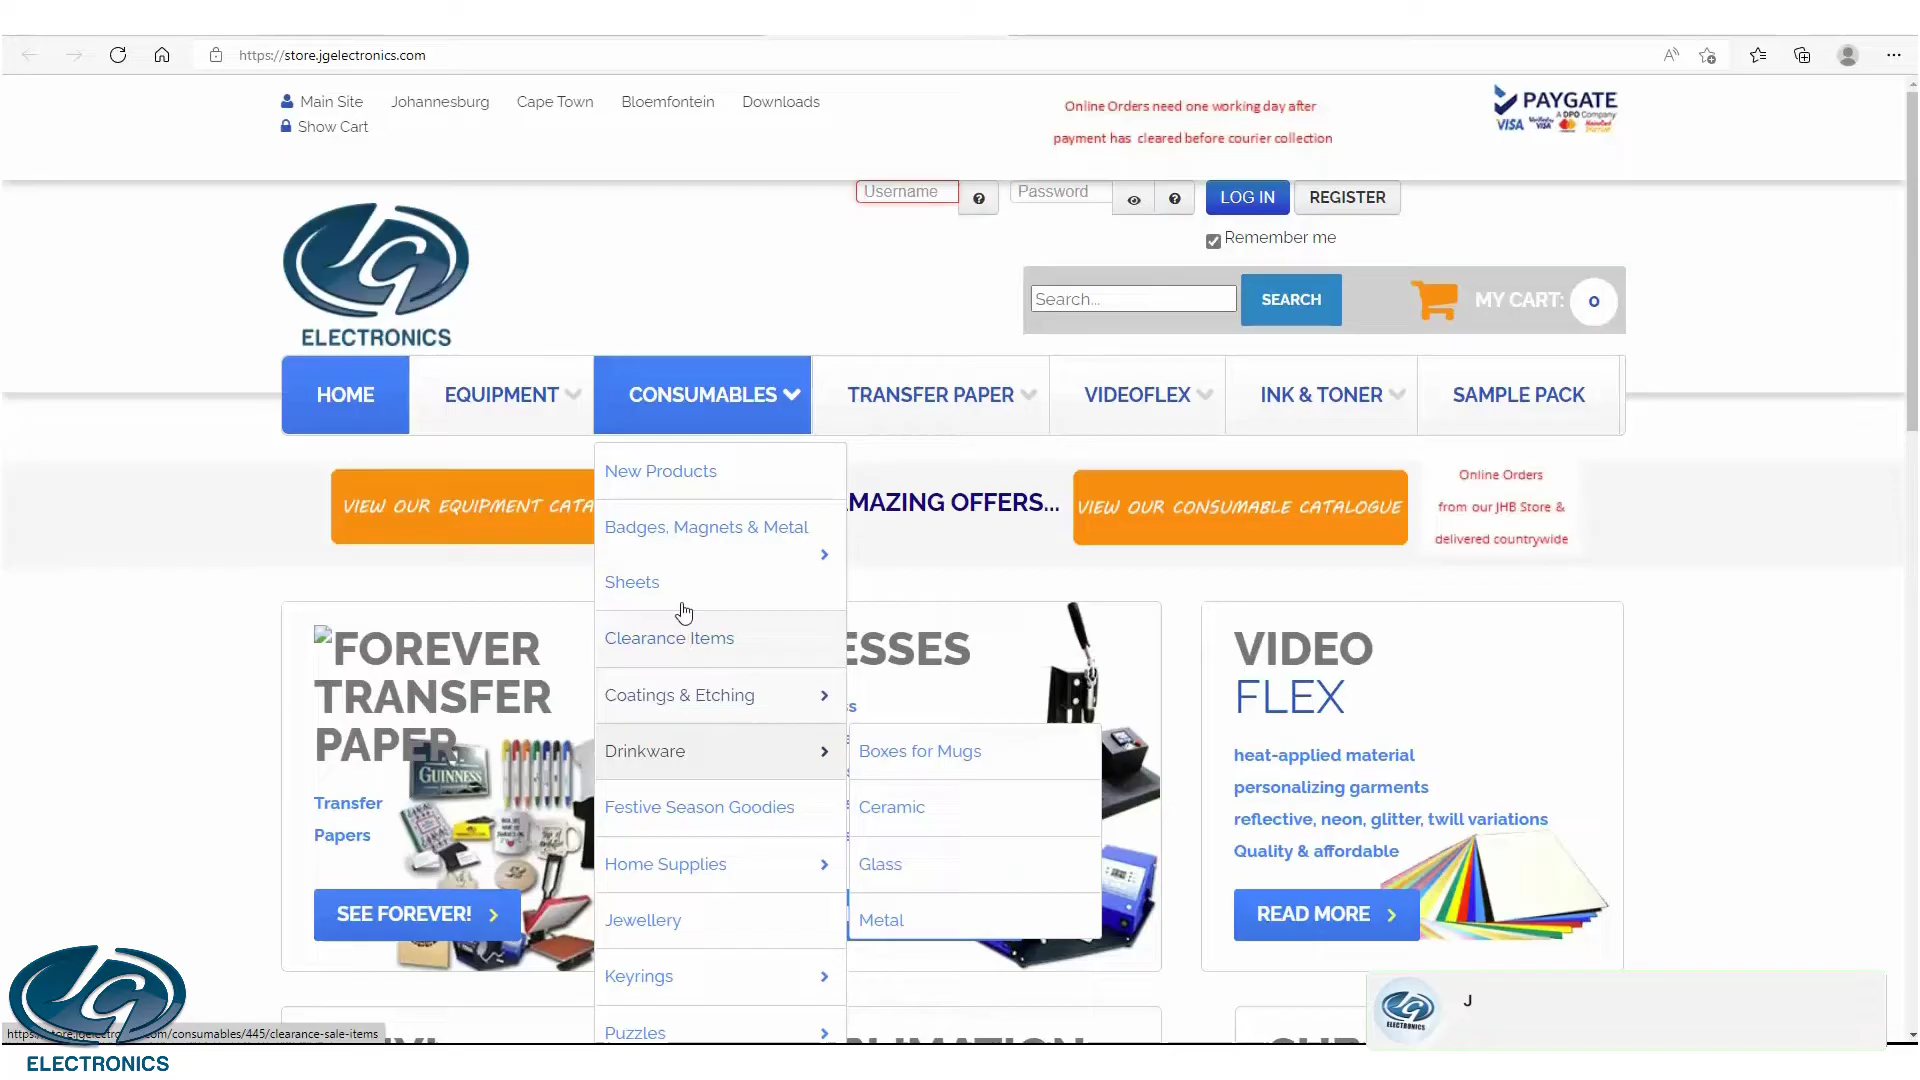 https://store.jgelectronics.com
Main Site Johannesburg Cape Town Bloemfontein Downloads
Show Cart
Online Orders need one working day after
payment has cleared before courier collection
PAYGATE
A DPO Company
VISA
Username Password LOG IN REGISTER
Remember me
JG
ELECTRONICS
Search... SEARCH MY CART: 0
HOME EQUIPMENT CONSUMABLES TRANSFER PAPER VIDEOFLEX INK & TONER SAMPLE PACK
New Products
Badges, Magnets & Metal
Sheets
Clearance Items
Coatings & Etching
Drinkware
Festive Season Goodies
Home Supplies
Jewellery
Keyrings
Puzzles
Boxes for Mugs
Ceramic
Glass
Metal
VIEW OUR EQUIPMENT CATA
MAZING OFFERS...
VIEW OUR CONSUMABLE CATALOGUE
Online Orders
from our JHB Store &
delivered countrywide
FOREVER
TRANSFER
PAPER
GUINNESS
Transfer
Papers
SEE FOREVER!
ESSES
VIDEO
FLEX
heat-applied material
personalizing garments
reflective, neon, glitter, twill variations
Quality & affordable
READ MORE
JG
ELECTRONICS
J
ELECTRONICS
om/consumables/445/clearance-sale-items